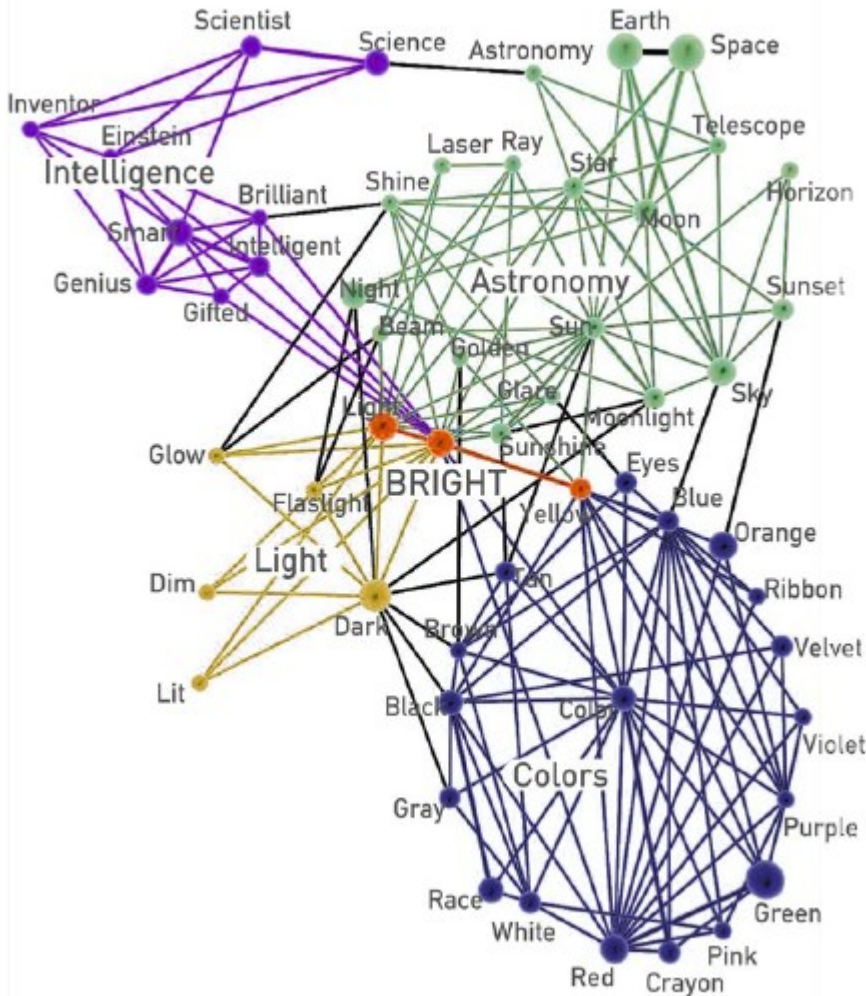 Scientist
Science
Astronomy
Earth
Space
Inventor
Einstein
Intelligence
Laser
Ray
Star
Telescope
Horizon
Shine
Moon
Brilliant
Smart
Intelligent
Genius
Gifted
Night
Astronomy
Sunset
Beam
Sun
Golden
Sky
Glare
Moonlight
Light
Sunshine
Glow
BRIGHT
Eyes
Flaslight
Yellow
Blue
Orange
Light
Dim
Tan
Ribbon
Dark
Brown
Velvet
Lit
Black
Color
Violet
Colors
Gray
Purple
Race
White
Green
Red
Crayon
Pink